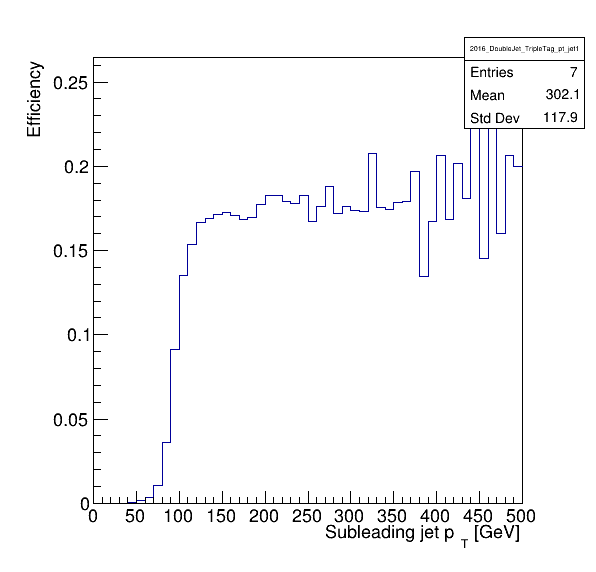 2016_DoubleJet_TripleTag_pt_jet1
Entries 7
Mean 302.1
Std Dev 117.9
Efficiency
0.25
0.2
0.15
0.1
0.05
0
0 50 100 150 200 250 300 350 400 450 500
Subleading jet p T [GeV]